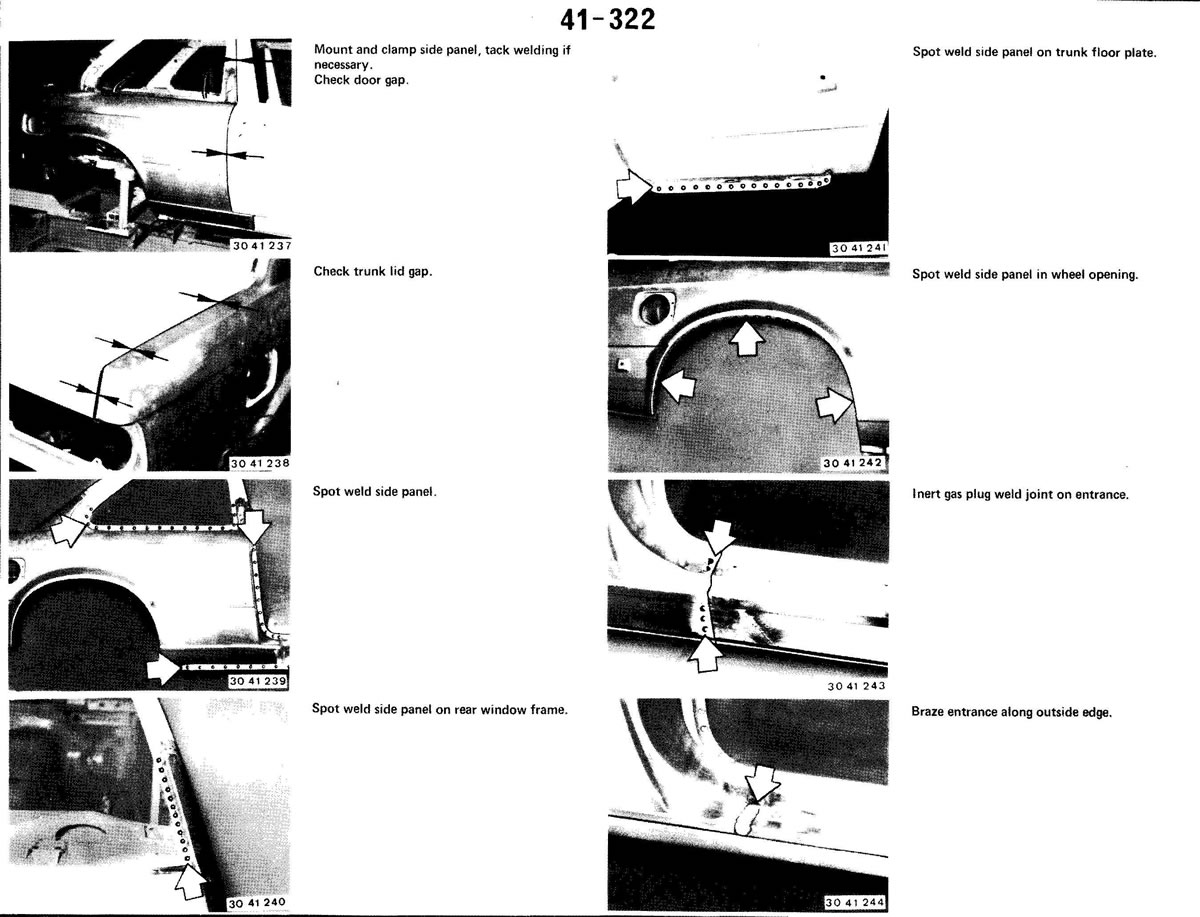 41-322
Mount and clamp side panel, tack welding if
necessary.
Check door gap.
30 41 237
Check trunk lid gap.
30 41 238
Spot weld side panel.
30 41 239
Spot weld side panel on rear window frame.
30 41 240
Spot weld side panel on trunk floor plate.
30 41 241
Spot weld side panel in wheel opening.
30 41 242
Inert gas plug weld joint on entrance.
30 41 243
Braze entrance along outside edge.
30 41 244